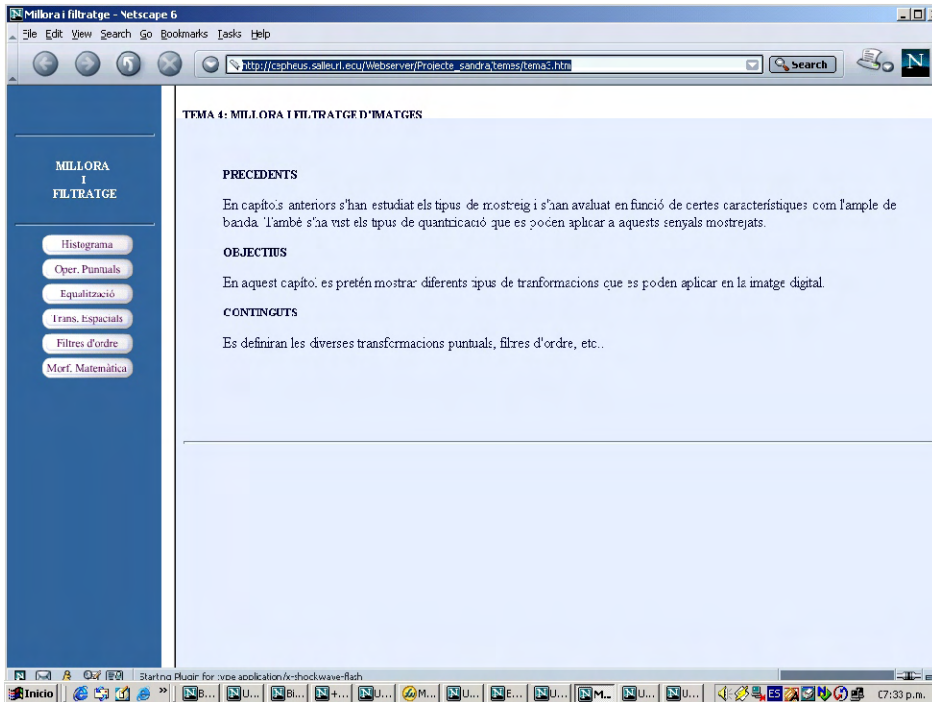 Millora i filtratge - Netscape 6
File Edit View Search Go Bookmarks Tasks Help
http://cepheus.salleurl.edu/Webserver/Projecte_sandra/temes/tema3.htm
Search
N
TEMA 4: MILLORA I FILTRATGE D'IMATGES
MILLORA
I
FILTRATGE
Histograma
Oper. Puntuals
Equalització
Trans. Espacials
Filtres d'ordre
Morf. Matemàtica
PRECEDENTS
En capítols anteriors s'han estudiat els tipus de mostreig i s'han avaluat en funció de certes característiques com l'ample de
banda. També s'ha vist els tipus de quantificació que es poden aplicar a aquests senyals mostrejats.
OBJECTIUS
En aquest capítol es pretén mostrar diferents tipus de tranformacions que es poden aplicar en la imatge digital.
CONTINGUTS
Es definiran les diverses transformacions puntuals, filtres d'ordre, etc..
Starting Plugin for type application/x-shockwave-flash
Inicio » B... U... Bi... +... U... M... U... E... U... M... U... U... ES 07:33 p.m.